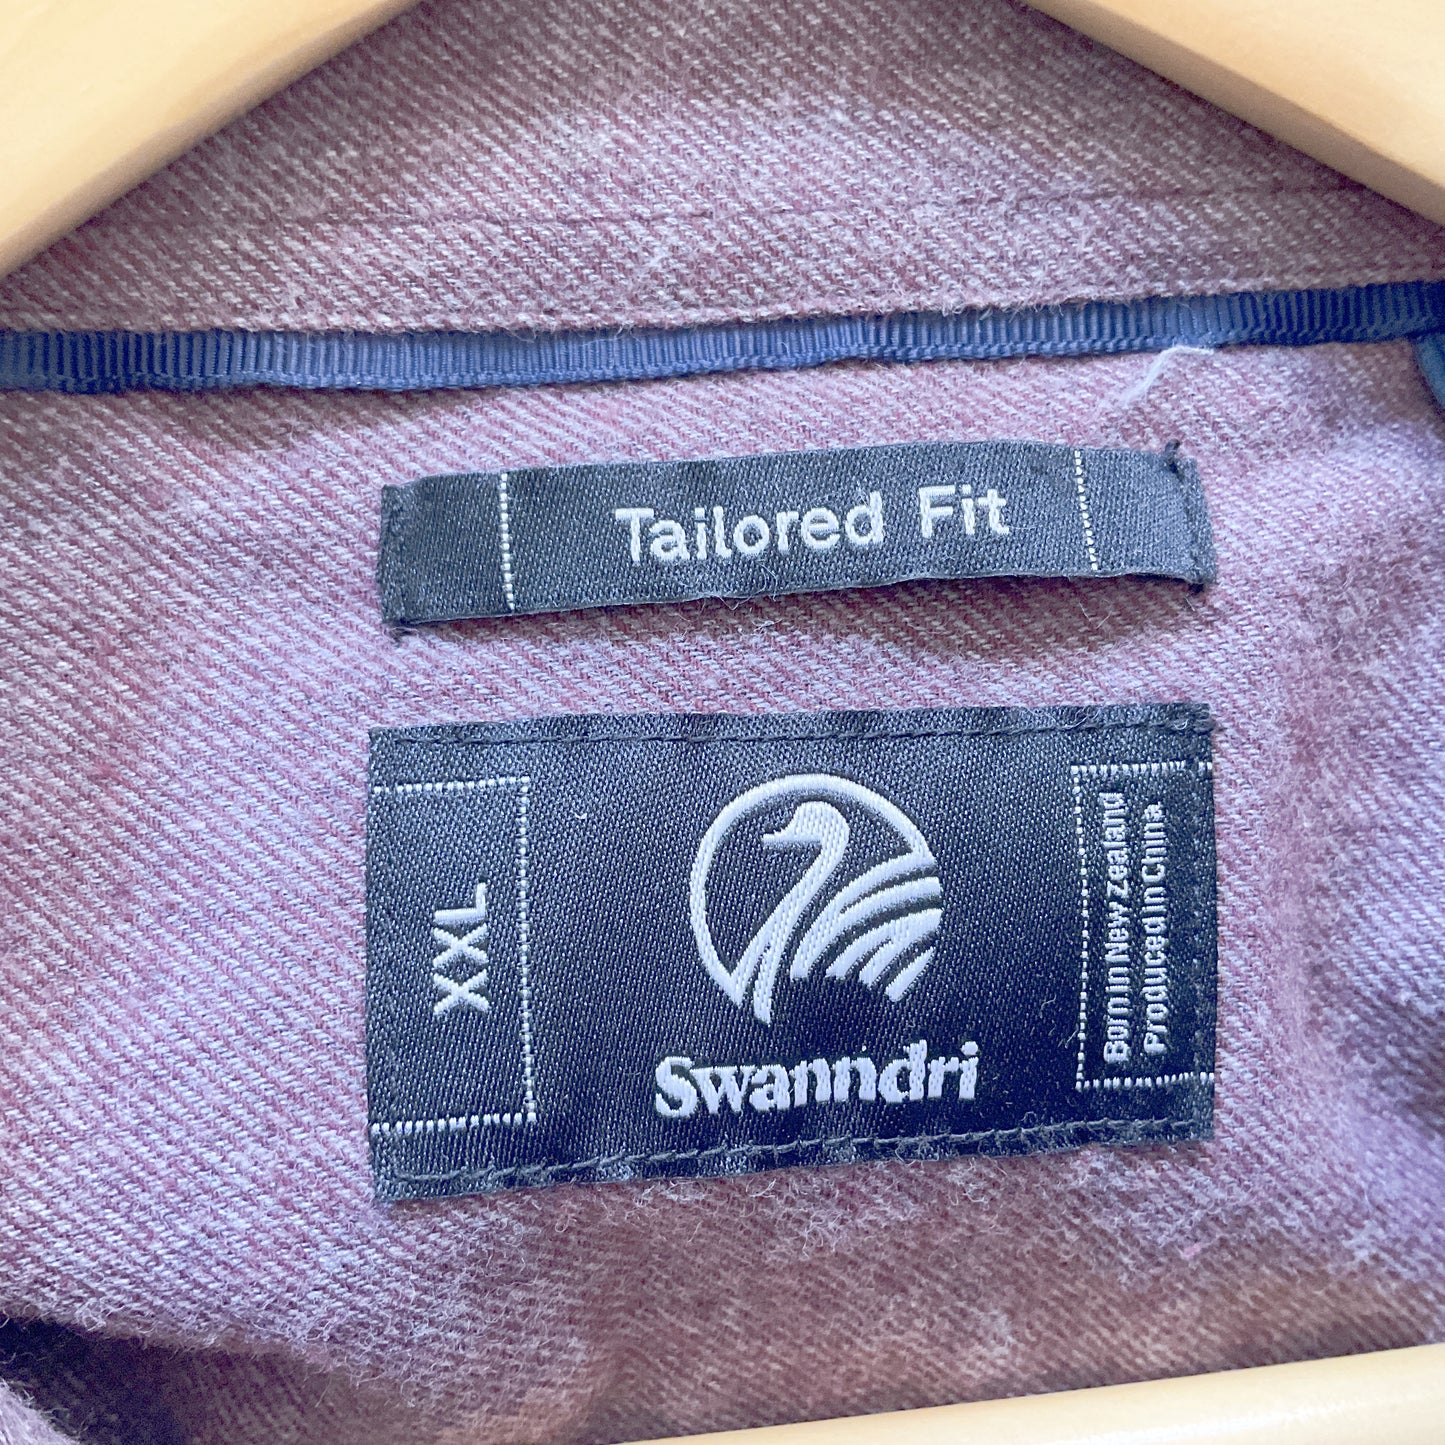 Tailored Fit
XXL
Swanndri
Born in New Zealand
Produced in China